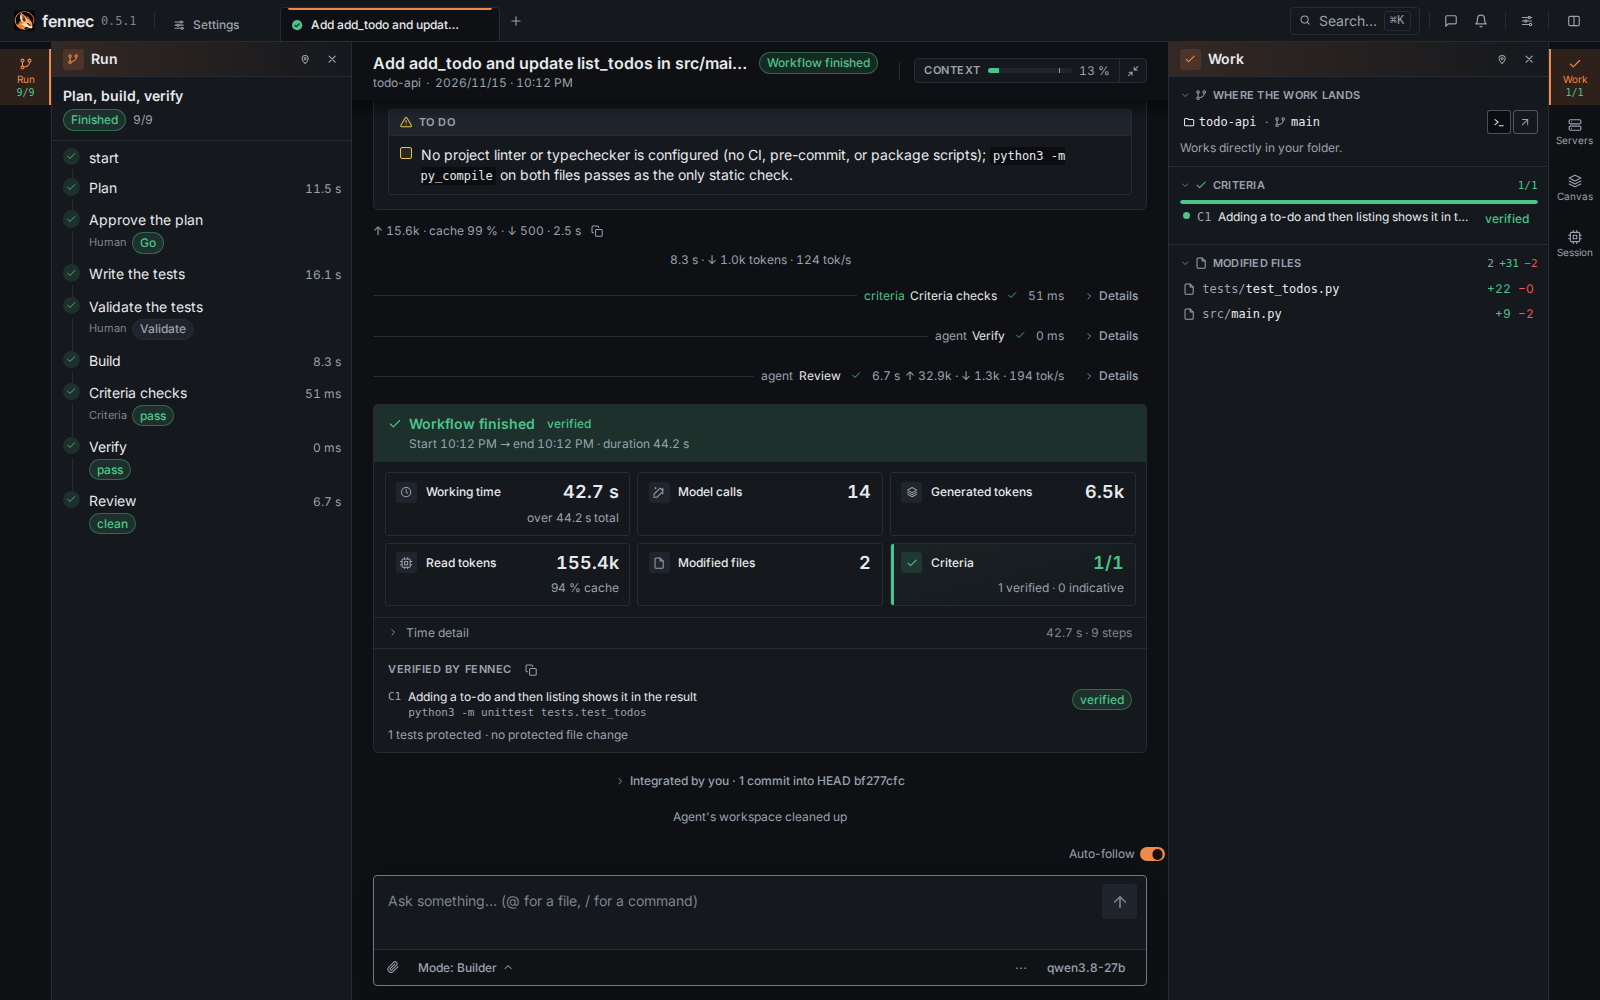 fennec 0.5.1
Settings
Add add_todo and updat...
Search... ⌘K
Run
9/9
Run
Plan, build, verify
Finished 9/9
start
Plan 11.5 s
Approve the plan
Human Go
Write the tests 16.1 s
Validate the tests
Human Validate
Build 8.3 s
Criteria checks 51 ms
Criteria pass
Verify 0 ms
pass
Review 6.7 s
clean
Add add_todo and update list_todos in src/mai... Workflow finished
todo-api · 2026/11/15 · 10:12 PM
CONTEXT 13 %
TO DO
No project linter or typechecker is configured (no CI, pre-commit, or package scripts); python3 -m
py_compile on both files passes as the only static check.
↑ 15.6k · cache 99 % · ↓ 500 · 2.5 s
8.3 s · ↓ 1.0k tokens · 124 tok/s
criteria Criteria checks 51 ms Details
agent Verify 0 ms Details
agent Review 6.7 s ↑ 32.9k · ↓ 1.3k · 194 tok/s Details
Workflow finished verified
Start 10:12 PM → end 10:12 PM · duration 44.2 s
Working time 42.7 s
over 44.2 s total
Model calls 14
Generated tokens 6.5k
Read tokens 155.4k
94 % cache
Modified files 2
Criteria 1/1
1 verified · 0 indicative
Time detail 42.7 s · 9 steps
VERIFIED BY FENNEC
C1 Adding a to-do and then listing shows it in the result verified
python3 -m unittest tests.test_todos
1 tests protected · no protected file change
Integrated by you · 1 commit into HEAD bf277cfc
Agent's workspace cleaned up
Auto-follow
Ask something... (@ for a file, / for a command)
Mode: Builder ... qwen3.8-27b
Work
WHERE THE WORK LANDS
todo-api · main
Works directly in your folder.
CRITERIA 1/1
C1 Adding a to-do and then listing shows it in t... verified
MODIFIED FILES 2 +31 −2
tests/test_todos.py +22 −0
src/main.py +9 −2
Work
1/1
Servers
Canvas
Session